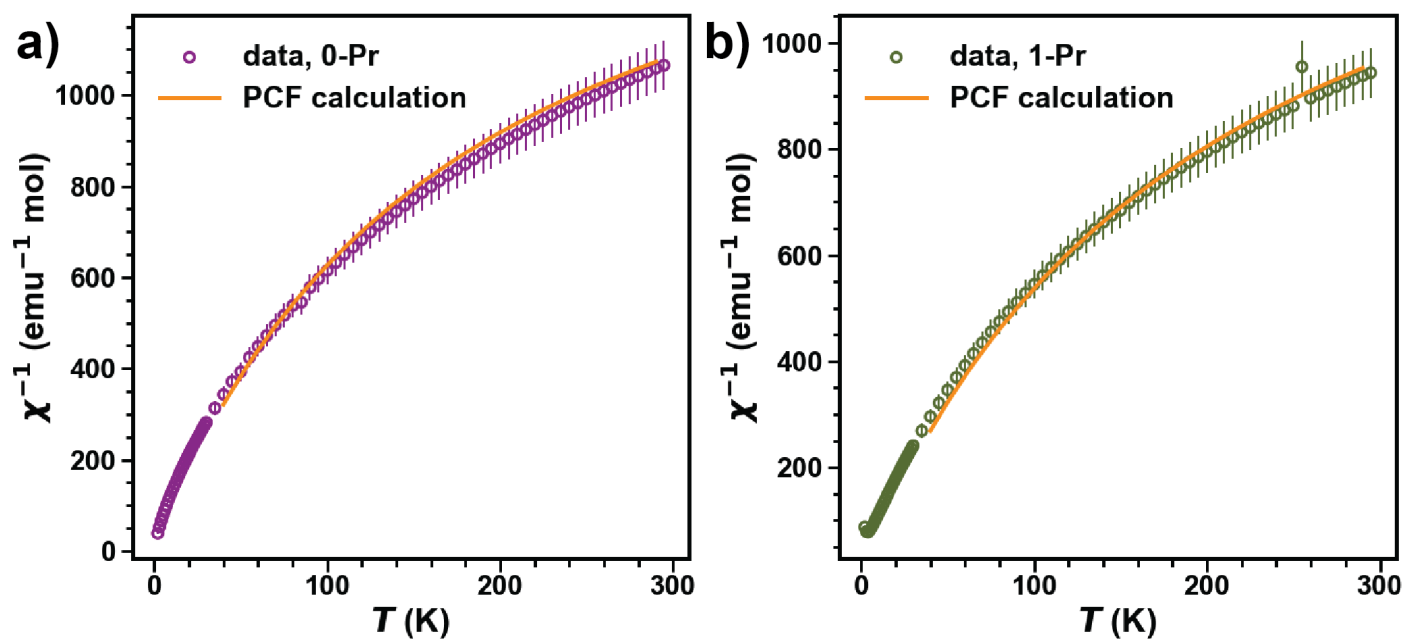 a)
data, 0-Pr
PCF calculation
1000
800
600
400
200
0
χ⁻¹ (emu⁻¹ mol)
0 100 200 300
T (K)
b)
data, 1-Pr
PCF calculation
1000
800
600
400
200
χ⁻¹ (emu⁻¹ mol)
0 100 200 300
T (K)